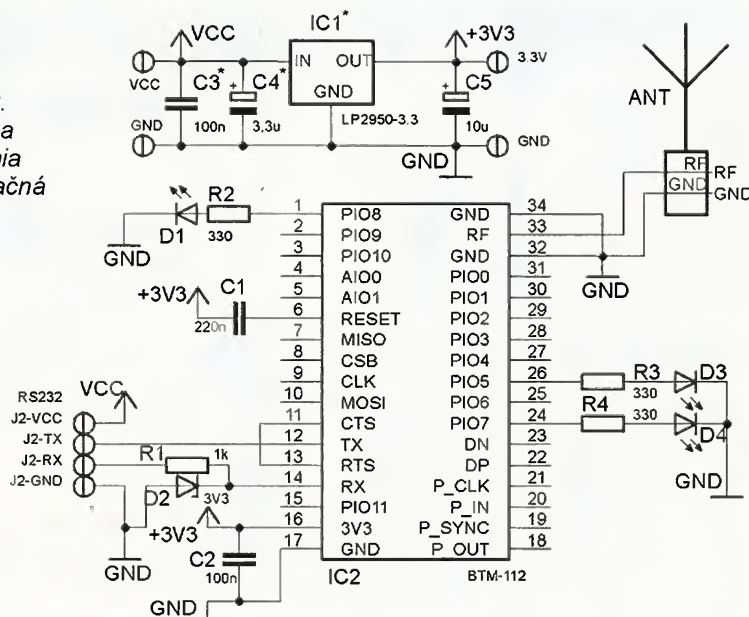 VCC
IC1*
+3V3
IN
OUT
3.3V
VCC
C3*
C4*
GND
C5
ANT
GND
100n
3,3u
LP2950-3.3
10u
GND
GND
RF
RF
GND
GND
ačná
R2
330
D1
GND
GND
1
PIO8
2
PIO9
3
PIO10
4
AIO0
5
AIO1
6
RESET
7
MISO
8
CSB
9
CLK
10
MOSI
11
CTS
12
TX
13
RTS
14
RX
15
PIO11
16
3V3
17
GND
GND
34
RF
33
GND
32
PIO0
31
PIO1
30
PIO2
29
PIO3
28
PIO4
27
PIO5
26
PIO6
25
PIO7
24
DN
23
DP
22
P_CLK
21
P_IN
20
P_SYNC
19
P_OUT
18
+3V3
C1
220n
RS232
VCC
J2-VCC
J2-TX
J2-RX
J2-GND
R1
1k
D2
3V3
+3V3
GND
C2
100n
GND
IC2
BTM-112
R3
330
D3
R4
330
D4
GND